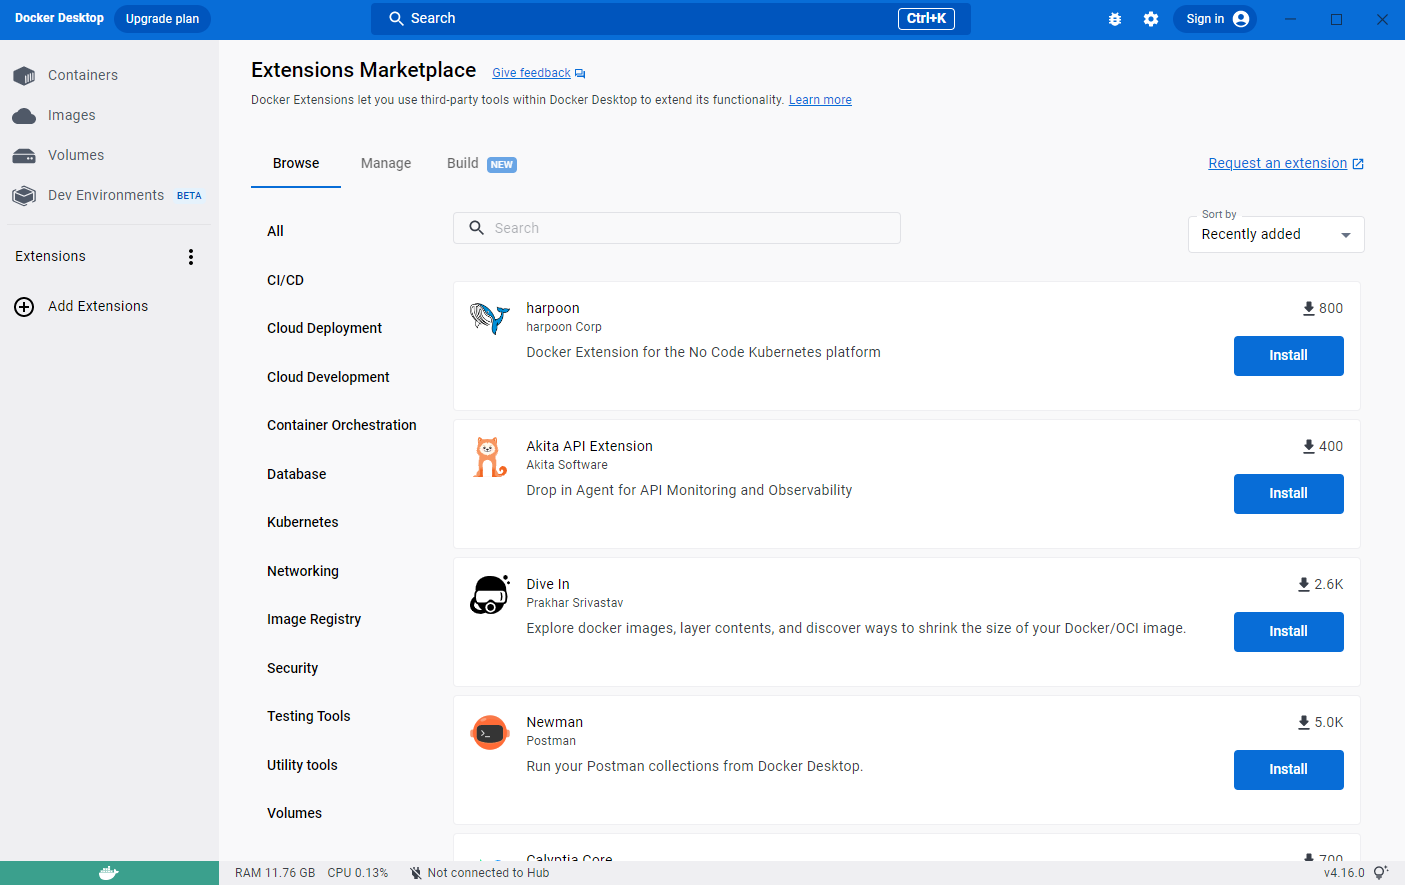 Docker Desktop
Upgrade plan
Search
Ctrl+K
Sign in
Containers
Images
Volumes
Dev Environments BETA
Extensions
Add Extensions
Extensions Marketplace
Give feedback
Docker Extensions let you use third-party tools within Docker Desktop to extend its functionality. Learn more
Browse
Manage
Build NEW
Request an extension
All
CI/CD
Cloud Deployment
Cloud Development
Container Orchestration
Database
Kubernetes
Networking
Image Registry
Security
Testing Tools
Utility tools
Volumes
Search
Sort by
Recently added
harpoon
800
harpoon Corp
Docker Extension for the No Code Kubernetes platform
Install
Akita API Extension
400
Akita Software
Drop in Agent for API Monitoring and Observability
Install
Dive In
2.6K
Prakhar Srivastav
Explore docker images, layer contents, and discover ways to shrink the size of your Docker/OCI image.
Install
Newman
5.0K
Postman
Run your Postman collections from Docker Desktop.
Install
Calyptia Core
700
RAM 11.76 GB
CPU 0.13%
Not connected to Hub
v4.16.0